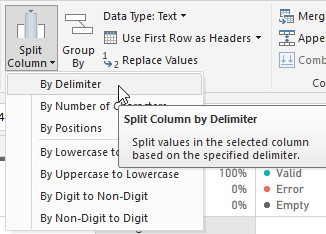 Split Column
Group By
Data Type: Text
Use First Row as Headers
Replace Values
Merg
Appe
Comb
Co
By Delimiter
By Number of Characters
By Positions
By Lowercase to
By Uppercase to Lowercase
By Digit to Non-Digit
By Non-Digit to Digit
Split Column by Delimiter
Split values in the selected column
based on the specified delimiter.
4
100% Valid
0% Error
0% Empty